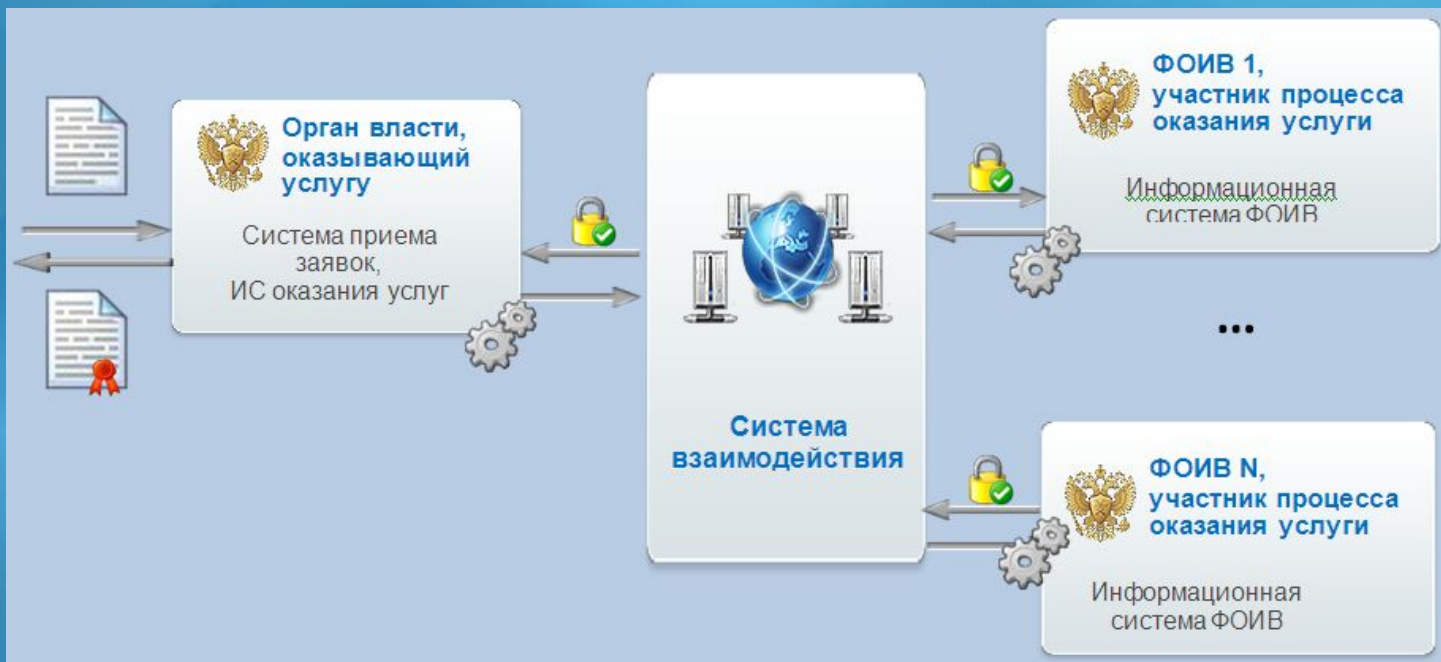 Орган власти,
оказывающий
услугу
Система приема
заявок,
ИС оказания услуг
Система
взаимодействия
ФОИВ 1,
участник процесса
оказания услуги
Информационная
система ФОИВ
...
ФОИВ N,
участник процесса
оказания услуги
Информационная
система ФОИВ